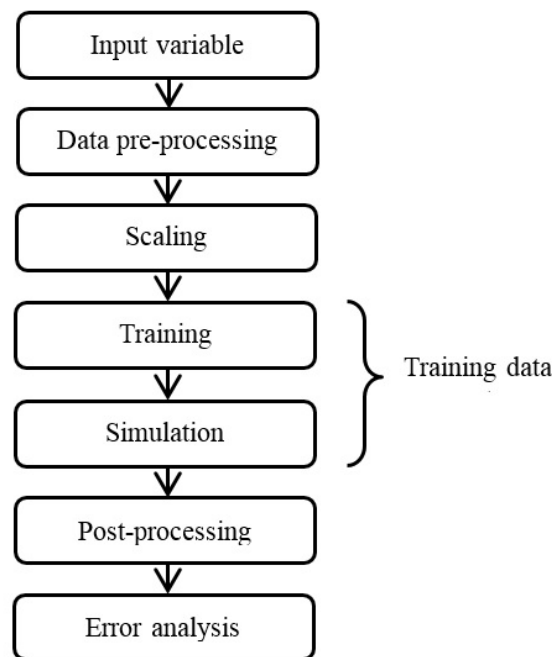 Input variable
Data pre-processing
Scaling
Training
Training data
Simulation
Post-processing
Error analysis